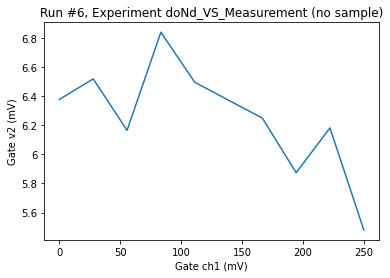 Run #6, Experiment doNd_VS_Measurement (no sample)
Gate v2 (mV)
6.8
6.6
6.4
6.2
6
5.8
5.6
0 50 100 150 200 250
Gate ch1 (mV)